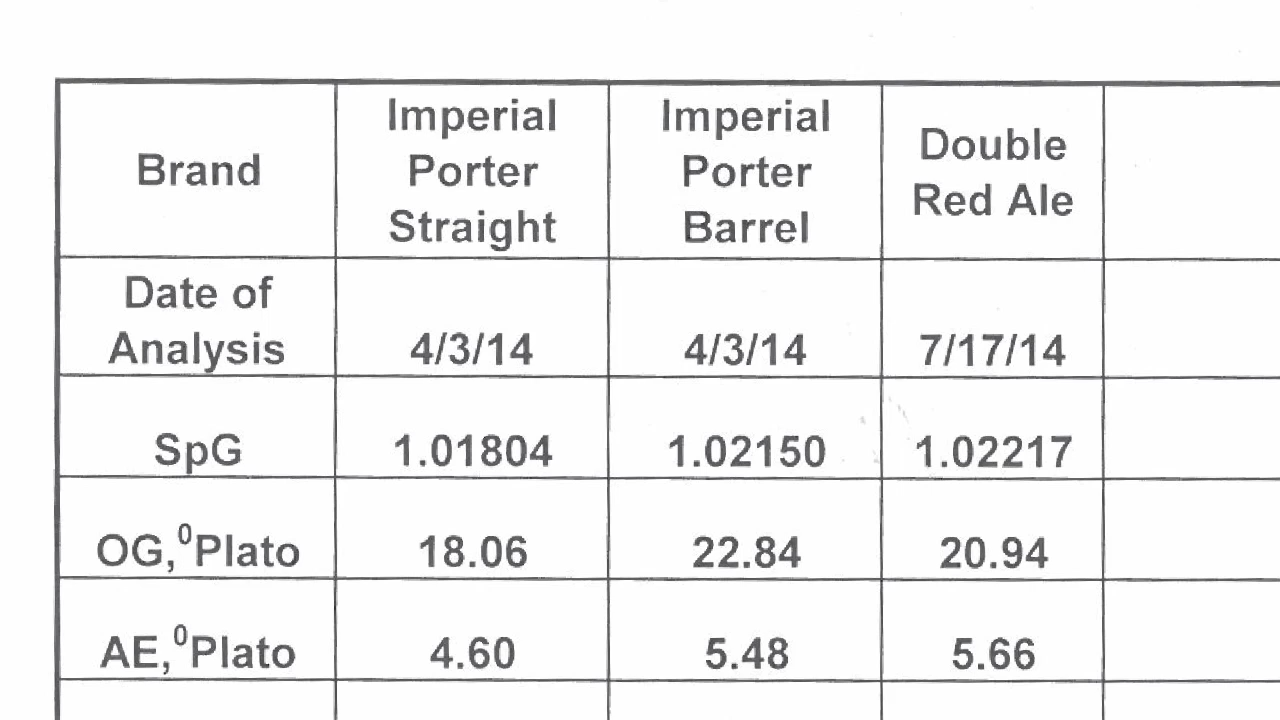 Brand Imperial Porter Straight Imperial Porter Barrel Double Red Ale
Date of Analysis 4/3/14 4/3/14 7/17/14
SpG 1.01804 1.02150 1.02217
OG,⁰Plato 18.06 22.84 20.94
AE,⁰Plato 4.60 5.48 5.66